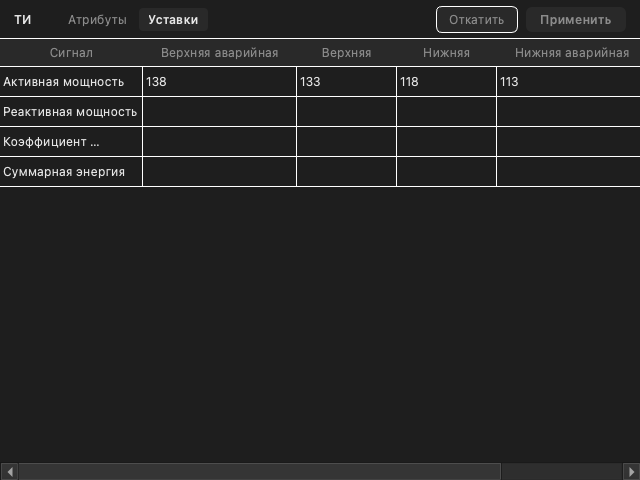 ТИ Атрибуты Уставки Откатить Применить
Сигнал Верхняя аварийная Верхняя Нижняя Нижняя аварийная
Активная мощность 138 133 118 113
Реактивная мощность
Коэффициент ...
Суммарная энергия